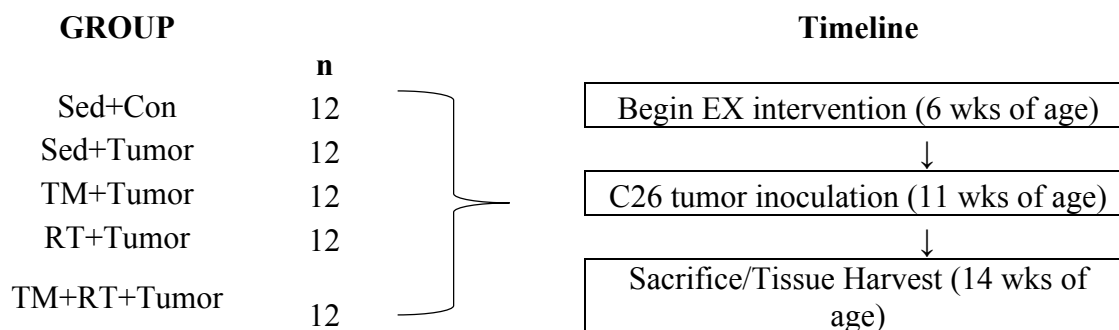 GROUP
n
Sed+Con 12
Sed+Tumor 12
TM+Tumor 12
RT+Tumor 12
TM+RT+Tumor 12
Timeline
Begin EX intervention (6 wks of age)
↓
C26 tumor inoculation (11 wks of age)
↓
Sacrifice/Tissue Harvest (14 wks of
age)